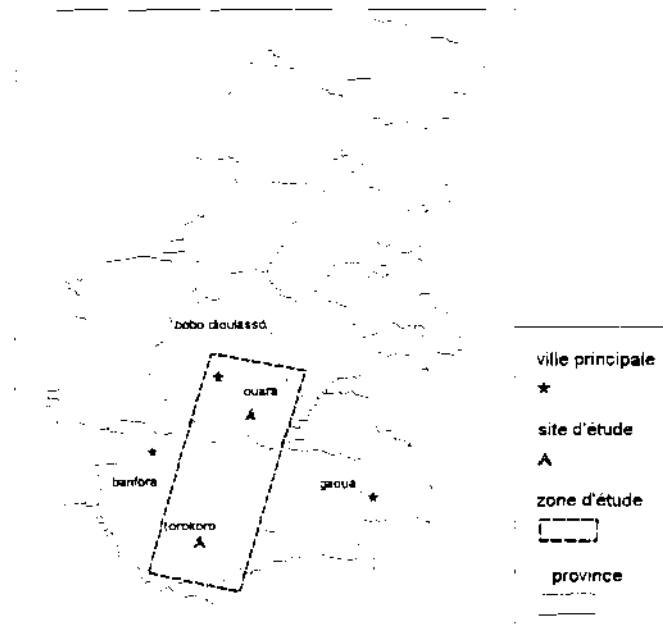 bobo dioulasso
ouara
banfora
gaoua
torokoro
ville principale
site d'étude
zone d'étude
province